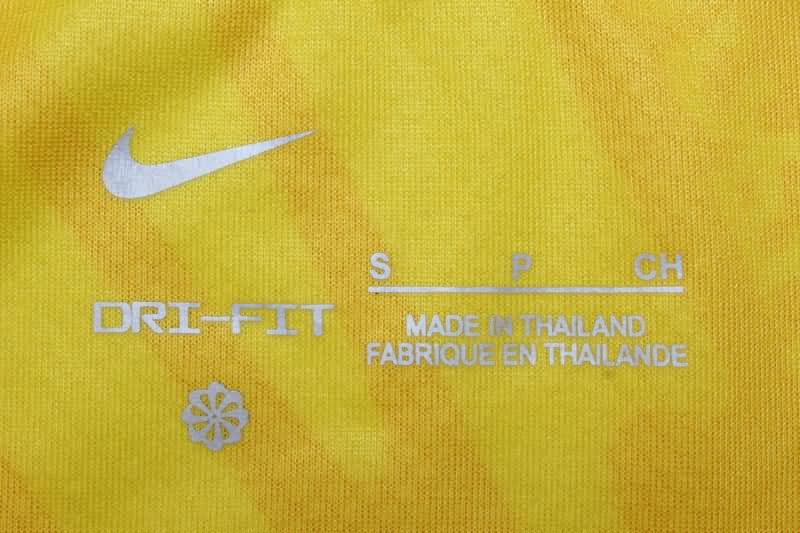 DRI-FIT
S P CH
MADE IN THAILAND
FABRIQUE EN THAILANDE